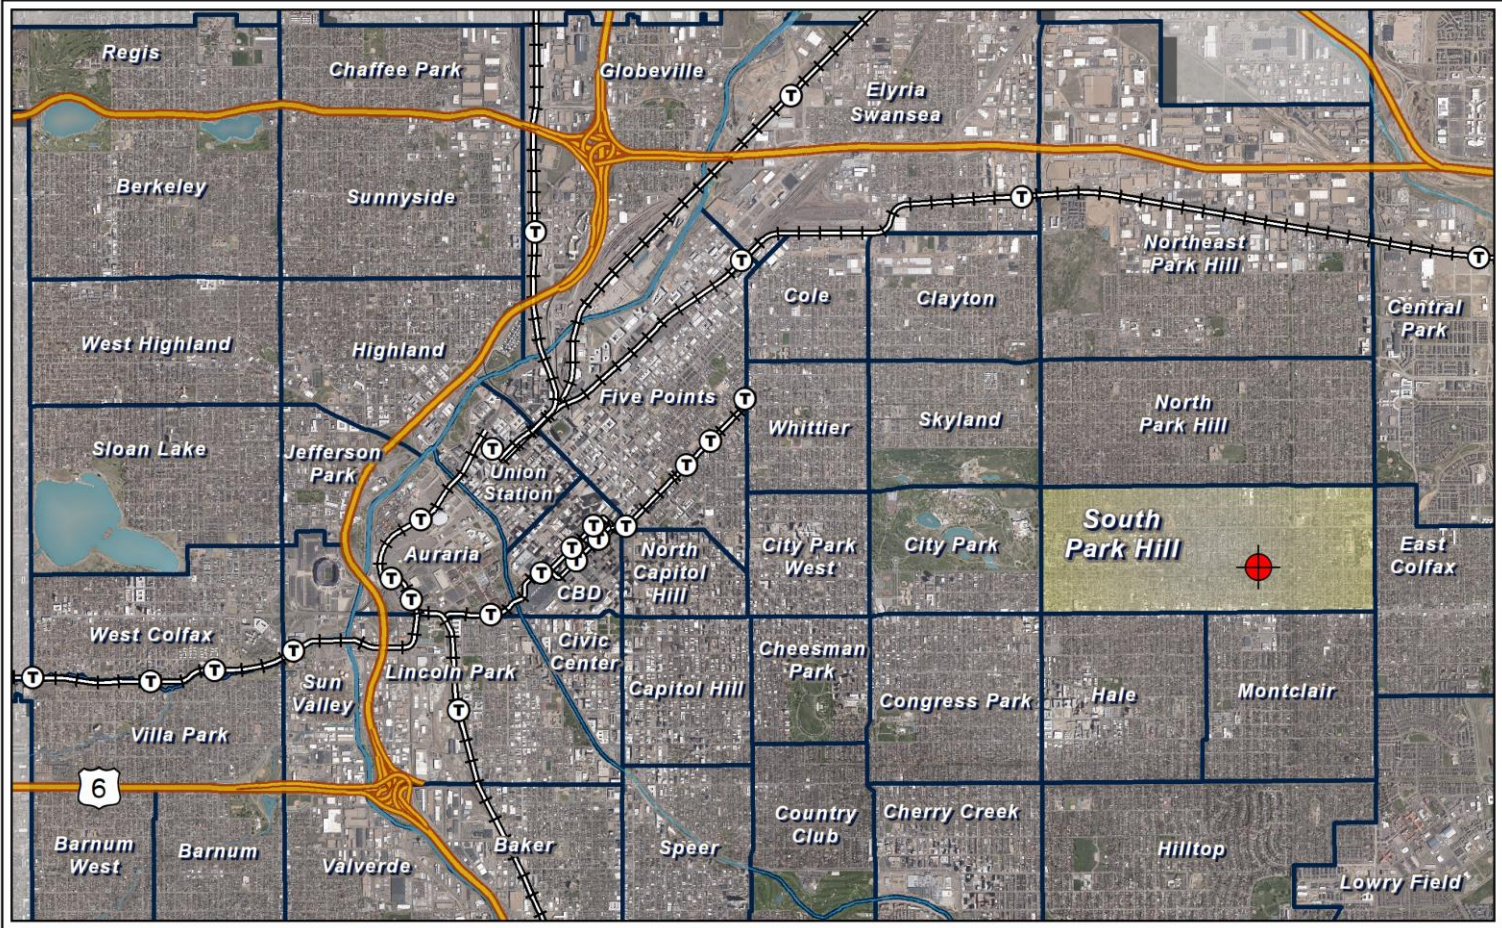 Regis
Chaffee Park
Globeville
Elyria
Swansea
T
Berkeley
Sunnyside
T
T
T
Northeast
Park Hill
T
T
Cole
Clayton
Central
Park
West Highland
Highland
Five Points
T
Whittier
Skyland
North
Park Hill
Sloan Lake
Jefferson
Park
T
Union
Station
T
T
T
Auraria
T
T
T
T
T
T
T
North
Capitol
Hill
City Park
West
City Park
South
Park Hill
East
Colfax
T
T
CBD
T
West Colfax
T
T
T
T
Sun
Valley
Lincoln Park
Civic
Center
Capitol Hill
Cheesman
Park
Congress Park
Hale
Montclair
Villa Park
T
6
Barnum
West
Barnum
Valverde
Baker
Speer
Country
Club
Cherry Creek
Hilltop
Lowry Field